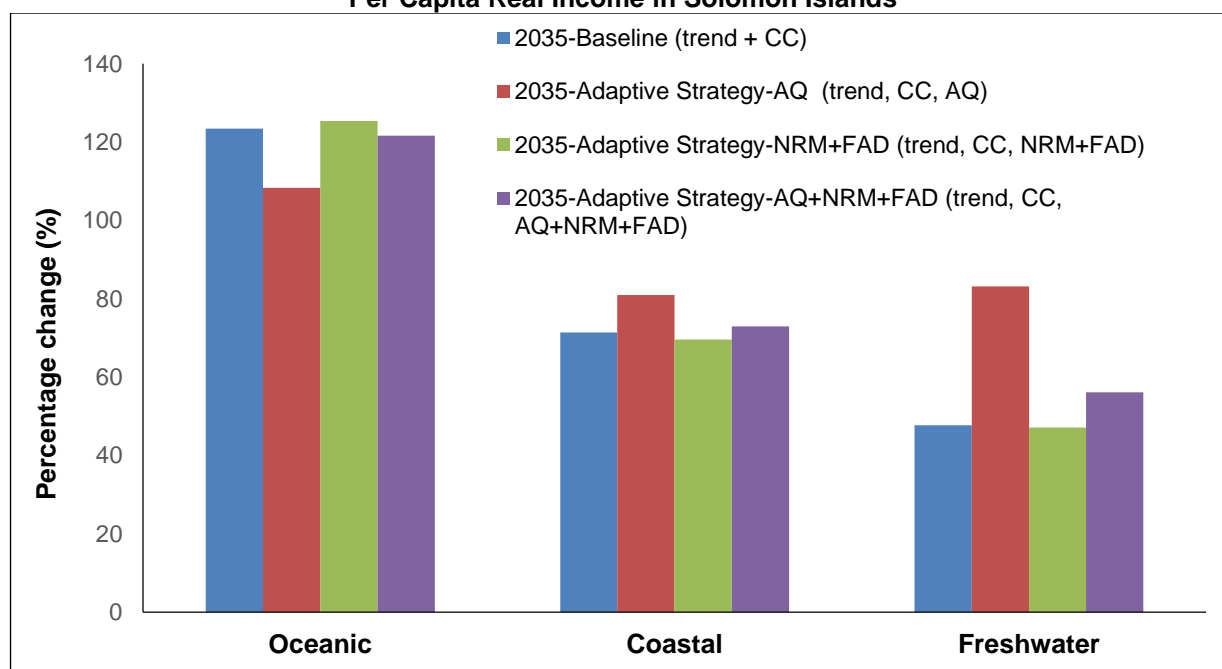 Per Capita Real Income in Solomon Islands
2035-Baseline (trend + CC)
2035-Adaptive Strategy-AQ (trend, CC, AQ)
2035-Adaptive Strategy-NRM+FAD (trend, CC, NRM+FAD)
2035-Adaptive Strategy-AQ+NRM+FAD (trend, CC,
AQ+NRM+FAD)
Percentage change (%)
140
120
100
80
60
40
20
0
Oceanic
Coastal
Freshwater